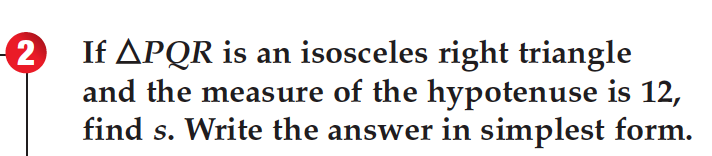 2
If △PQR is an isosceles right triangle
and the measure of the hypotenuse is 12,
find s. Write the answer in simplest form.